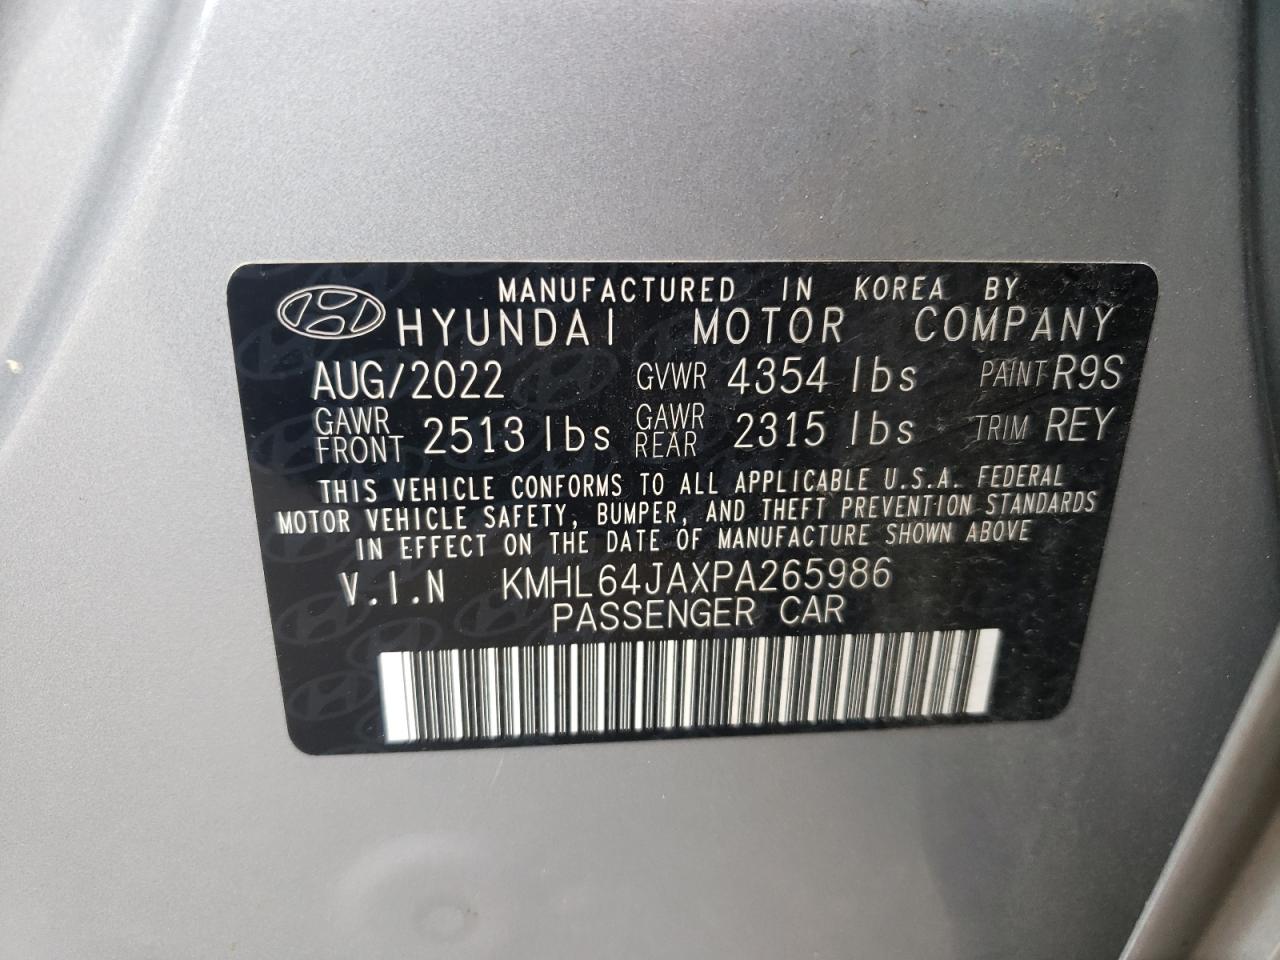 MANUFACTURED IN KOREA BY
HYUNDAI MOTOR COMPANY
AUG/2022 GVWR 4354 lbs PAINT R9S
GAWR FRONT 2513 lbs GAWR REAR 2315 lbs TRIM REY
THIS VEHICLE CONFORMS TO ALL APPLICABLE U.S.A. FEDERAL
MOTOR VEHICLE SAFETY, BUMPER, AND THEFT PREVENTION STANDARDS
IN EFFECT ON THE DATE OF MANUFACTURE SHOWN ABOVE
V.I.N KMHL64JAXPA265986
PASSENGER CAR